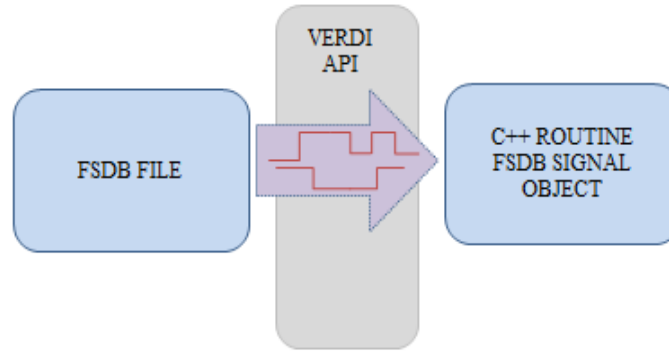 VERDI
API
FSDB FILE
C++ ROUTINE
FSDB SIGNAL
OBJECT